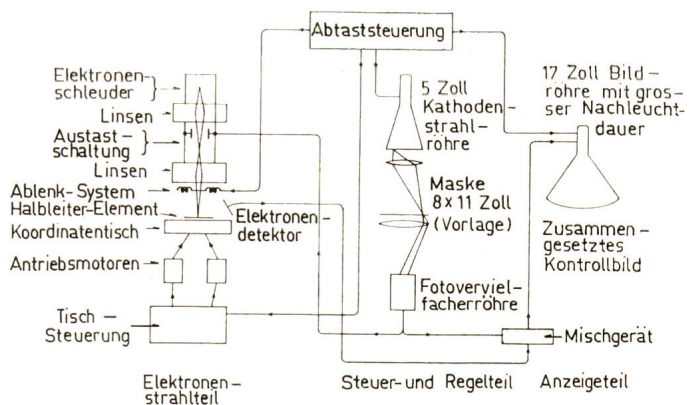 Abtaststeuerung
Elektronen-
schleuder
Linsen
Austast-
schaltung
Linsen
Ablenk-System
Halbleiter-Element
Koordinatentisch
Antriebsmotoren
Tisch-
Steuerung
Elektronen-
detektor
5 Zoll
Kathoden-
strahl-
röhre
Maske
8x11 Zoll
(Vorlage)
Fotoverviel-
facherröhre
17 Zoll Bild-
röhre mit gros-
ser Nachleucht-
dauer
Zusammen-
gesetztes
Kontrollbild
Mischgerät
Elektronen-
strahlteil
Steuer-und Regelteil
Anzeigeteil